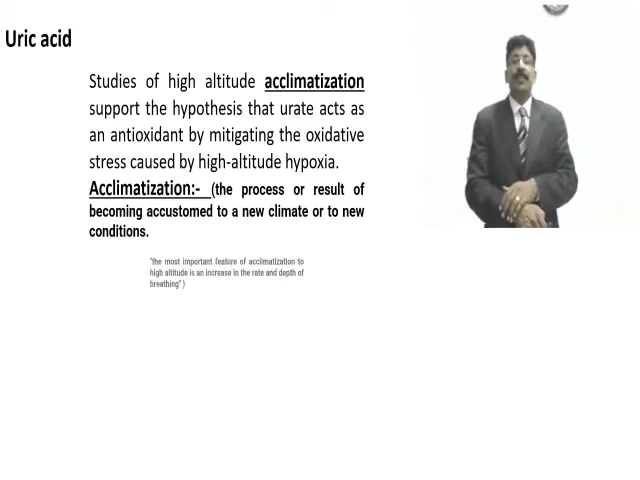 Uric acid
Studies of high altitude acclimatization
support the hypothesis that urate acts as
an antioxidant by mitigating the oxidative
stress caused by high-altitude hypoxia.
Acclimatization:- (the process or result of
becoming accustomed to a new climate or to new
conditions.
"the most important feature of acclimatization to
high altitude is an increase in the rate and depth of
breathing" )